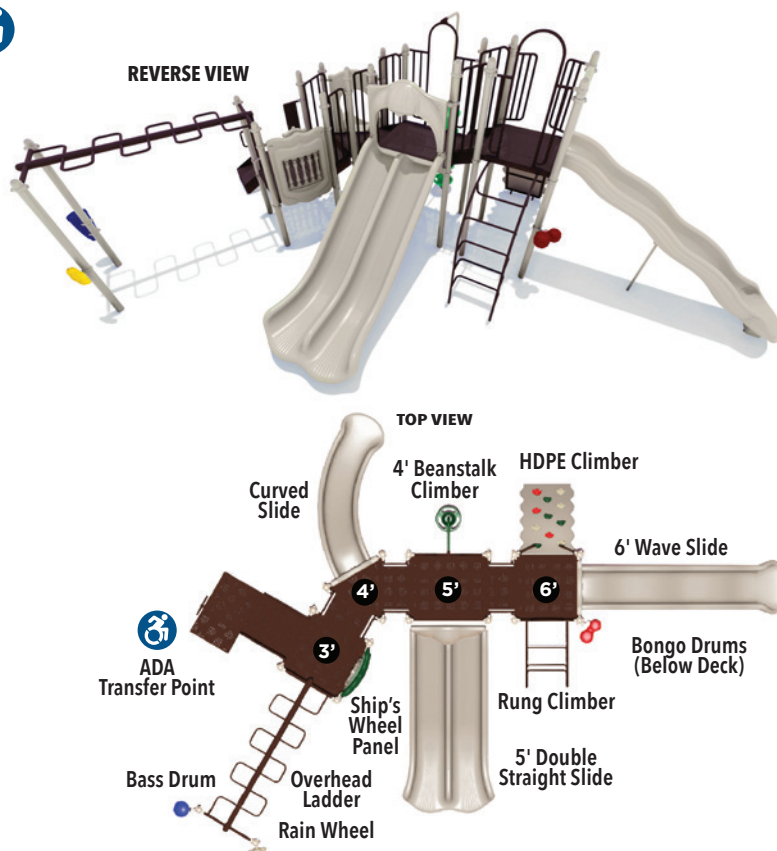 REVERSE VIEW
TOP VIEW
Curved
Slide
4' Beanstalk
Climber
HDPE Climber
6' Wave Slide
4'
5'
6'
3'
ADA
Transfer Point
Bongo Drums
(Below Deck)
Ship's
Wheel
Panel
Rung Climber
5' Double
Straight Slide
Bass Drum
Overhead
Ladder
Rain Wheel